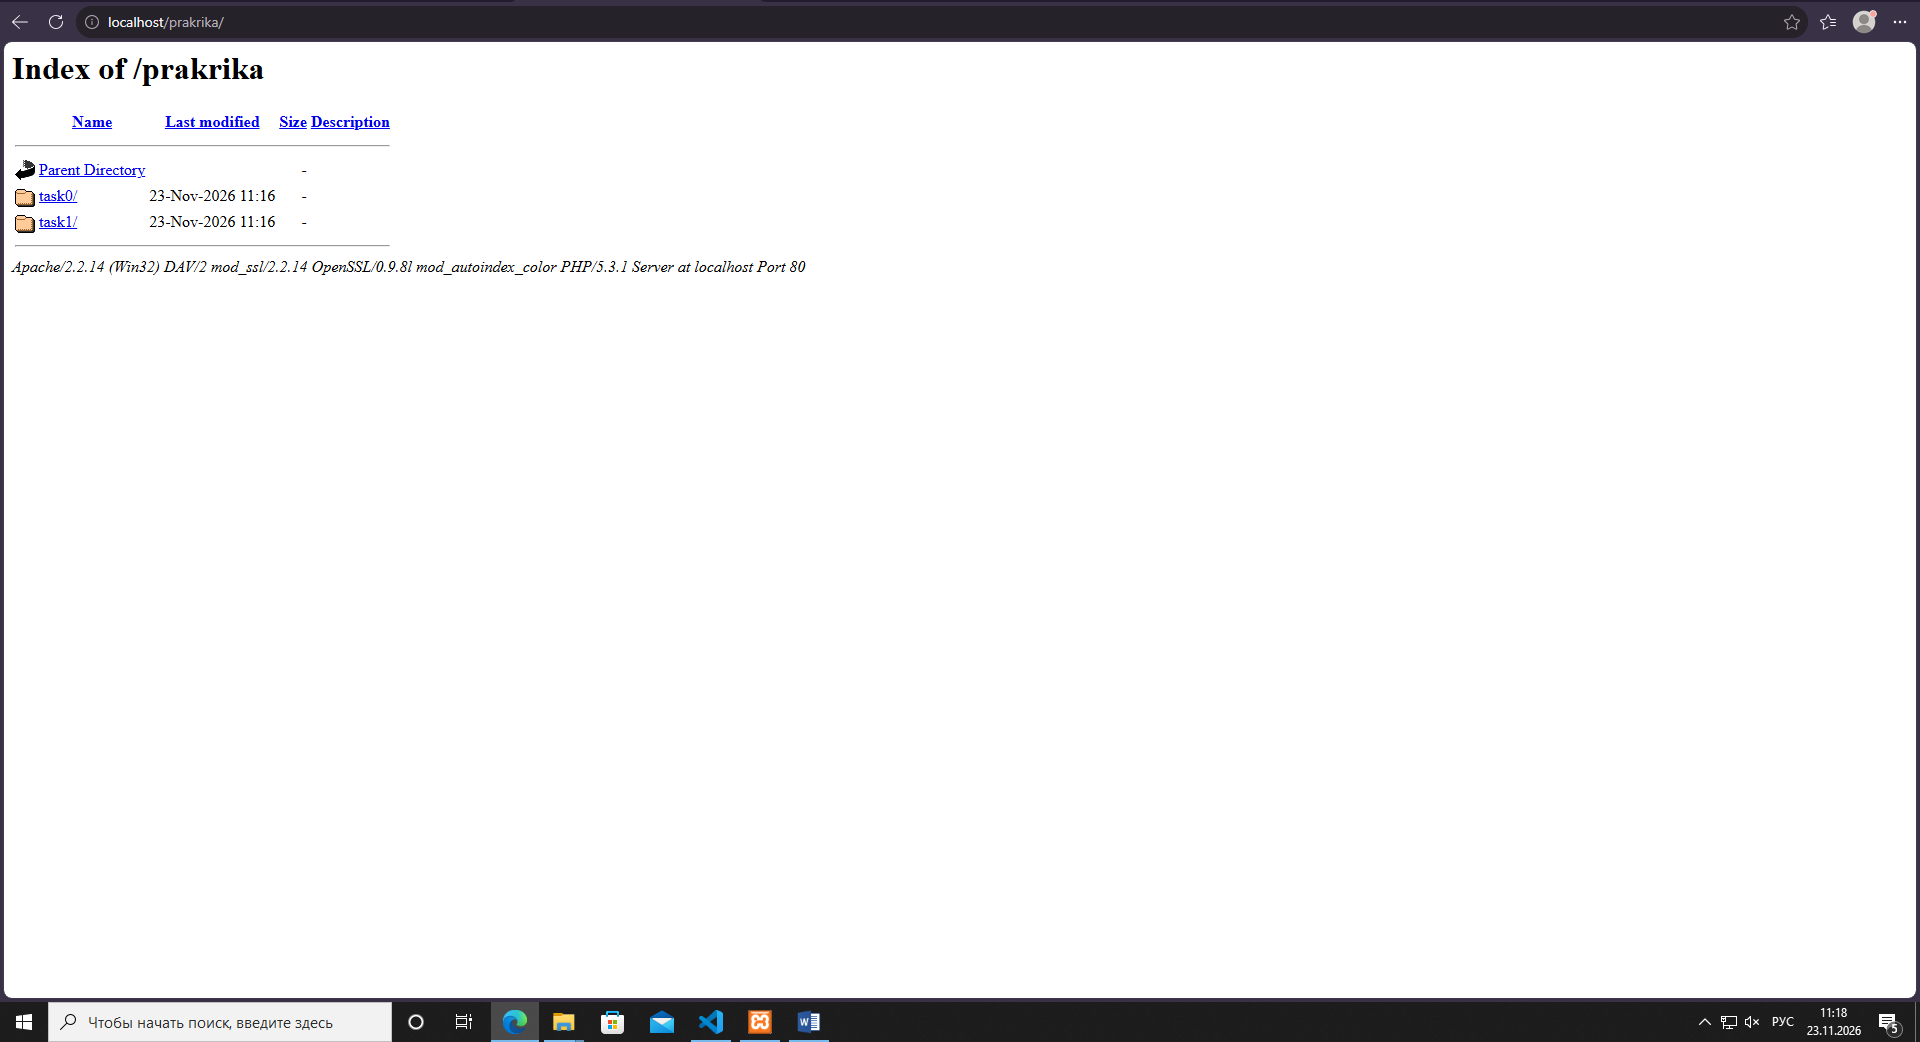 localhost/prakrika/
Index of /prakrika
Name Last modified Size Description
Parent Directory -
task0/ 23-Nov-2026 11:16 -
task1/ 23-Nov-2026 11:16 -
Apache/2.2.14 (Win32) DAV/2 mod_ssl/2.2.14 OpenSSL/0.9.8l mod_autoindex_color PHP/5.3.1 Server at localhost Port 80
Чтобы начать поиск, введите здесь
РУС
11:18
23.11.2026
5